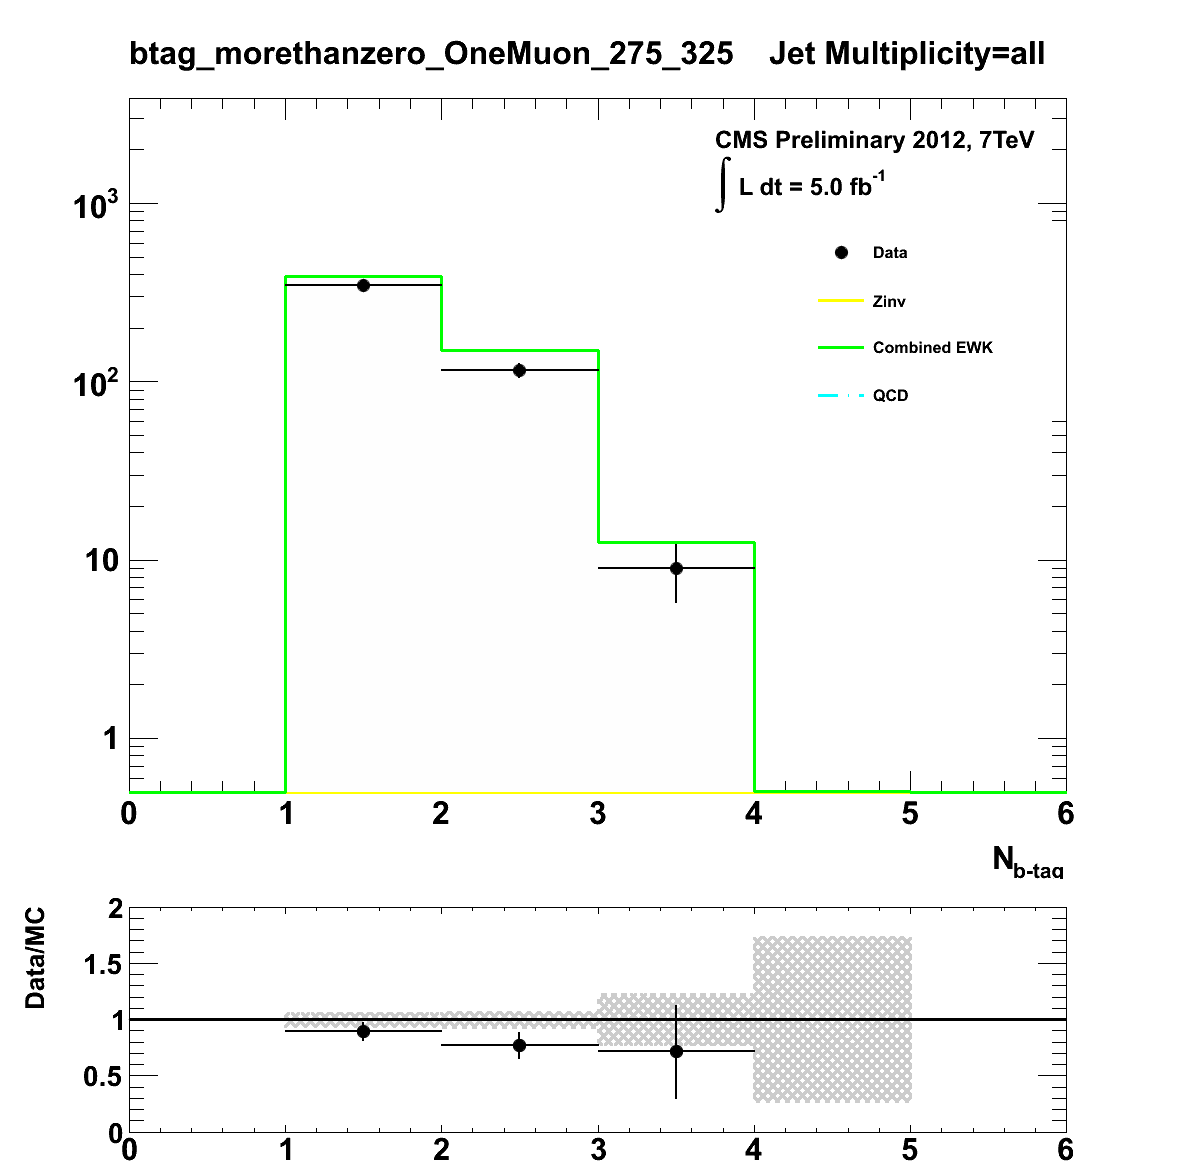 btag_morethanzero_OneMuon_275_325 Jet Multiplicity=all
CMS Preliminary 2012, 7TeV
∫ L dt = 5.0 fb⁻¹
Data
Zinv
Combined EWK
QCD
10³
10²
10
1
0 1 2 3 4 5 6
N_b-tag
Data/MC
2
1.5
1
0.5
0
0 1 2 3 4 5 6